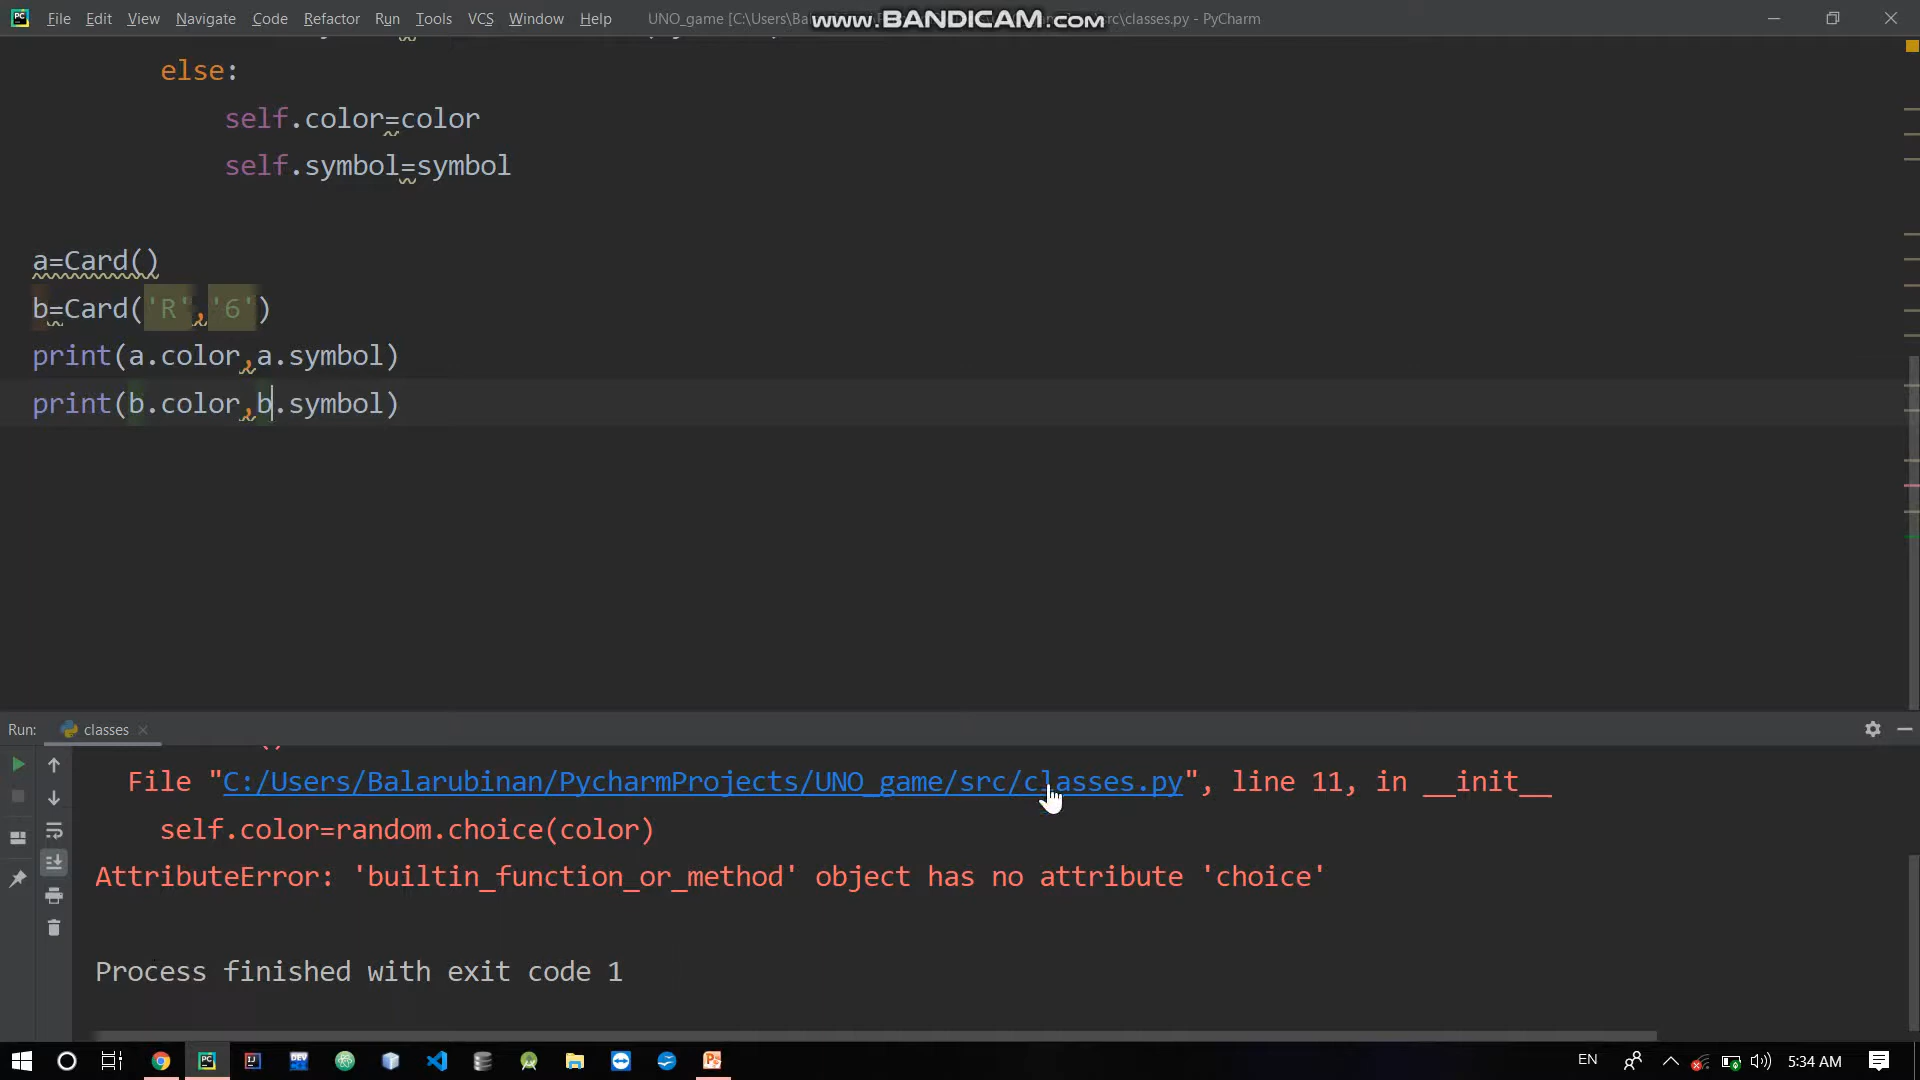 File Edit View Navigate Code Refactor Run Tools VCS Window Help UNO_game [C:\Users\Ba www.BANDICAM.com rc\classes.py - PyCharm
else:
self.color=color
self.symbol=symbol
a=Card()
b=Card('R','6')
print(a.color,a.symbol)
print(b.color,b.symbol)
Run: classes
File "C:/Users/Balarubinan/PycharmProjects/UNO_game/src/classes.py", line 11, in __init__
self.color=random.choice(color)
AttributeError: 'builtin_function_or_method' object has no attribute 'choice'
Process finished with exit code 1
EN 5:34 AM